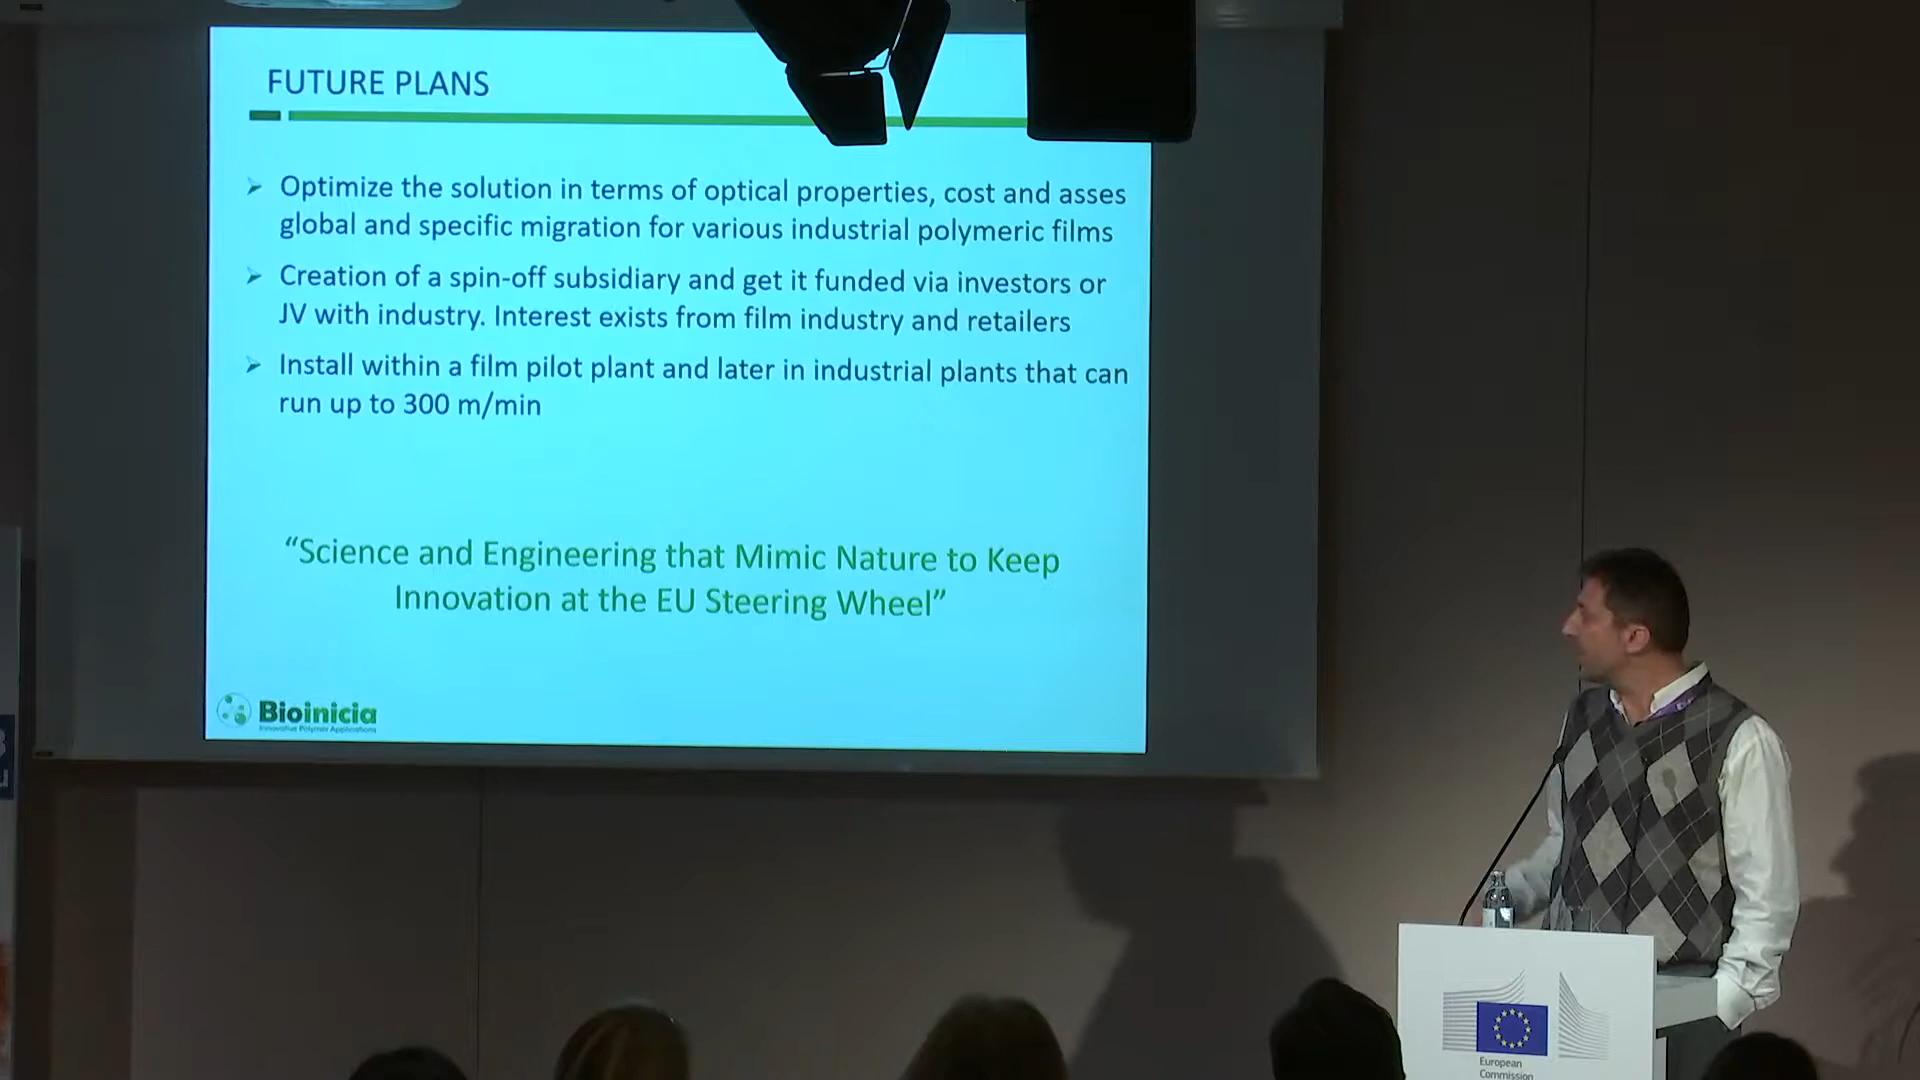 FUTURE PLANS
Optimize the solution in terms of optical properties, cost and asses
global and specific migration for various industrial polymeric films
Creation of a spin-off subsidiary and get it funded via investors or
JV with industry. Interest exists from film industry and retailers
Install within a film pilot plant and later in industrial plants that can
run up to 300 m/min
“Science and Engineering that Mimic Nature to Keep
Innovation at the EU Steering Wheel”
Bioinicia
Innovative Polymer Applications
European
Commission